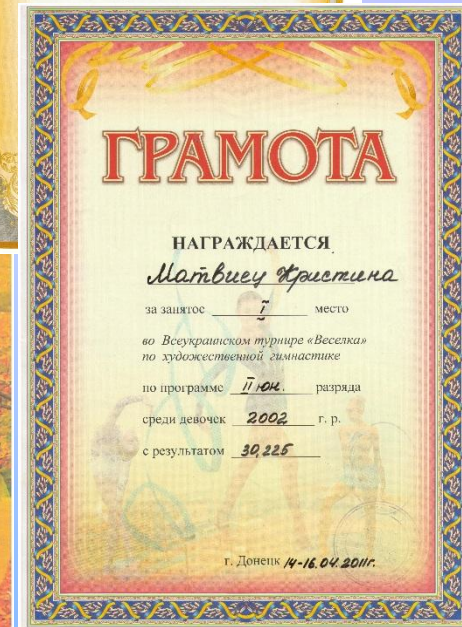 ГРАМОТА
НАГРАЖДАЕТСЯ
Матвиец Кристина
за занятое I место
во Всеукраинском турнире «Веселка»
по художественной гимнастике
по программе II юн. разряда
среди девочек 2002 г. р.
с результатом 30,225
г. Донецк 14-16.04.2011г.